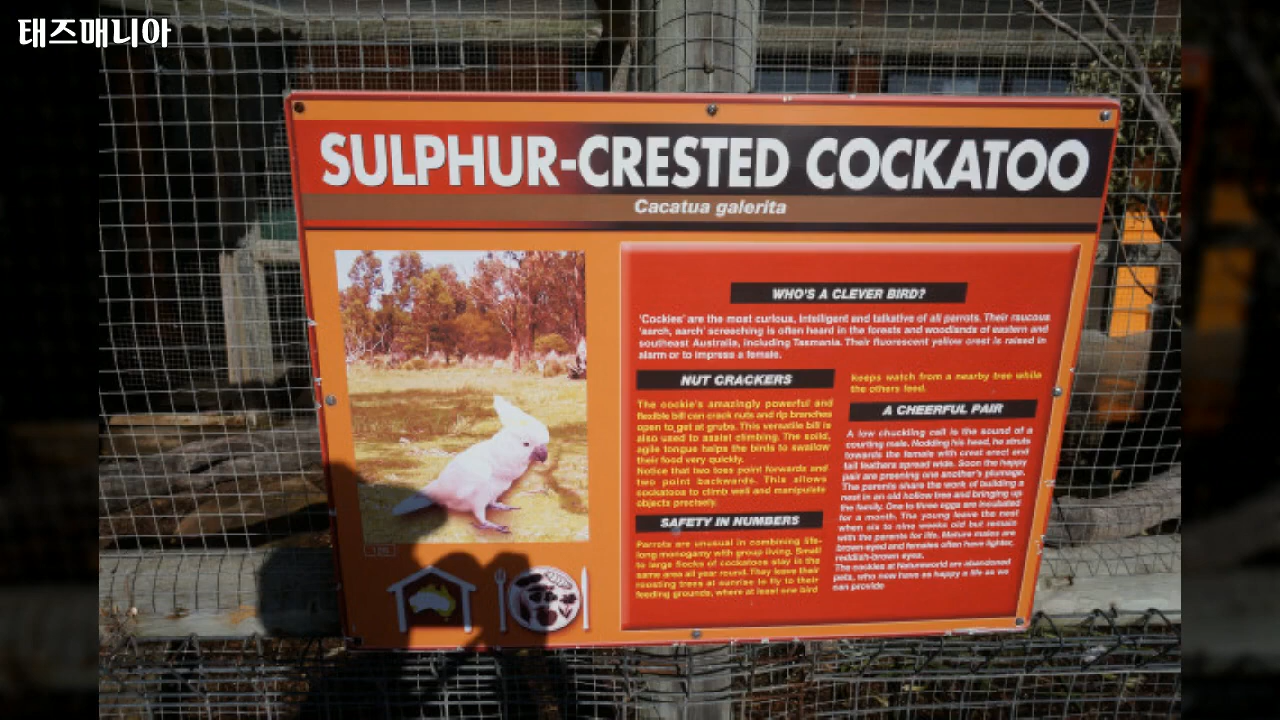 태즈매니아
SULPHUR-CRESTED COCKATOO
Cacatua galerita
WHO'S A CLEVER BIRD?
'Cockies' are the most curious, intelligent and talkative of all parrots. Their raucous
'aarch, aarch' screeching is often heard in the forests and woodlands of eastern and
southeast Australia, including Tasmania. Their fluorescent yellow crest is raised in
alarm or to impress a female.
NUT CRACKERS
The cockie's amazingly powerful and
flexible bill can crack nuts and rip branches
open to get at grubs. This versatile bill is
also used to assist climbing. The solid,
agile tongue helps the birds to swallow
their food very quickly.
Notice that two toes point forwards and
two point backwards. This allows
cockatoos to climb well and manipulate
objects precisely.
SAFETY IN NUMBERS
Parrots are unusual in combining life-
long monogamy with group living. Small
to large flocks of cockatoos stay in the
same area all year round. They leave their
roosting trees at sunrise to fly to their
feeding grounds, where at least one bird
keeps watch from a nearby tree while
the others feed.
A CHEERFUL PAIR
A low chuckling call is the sound of a
courting male. Nodding his head, he struts
towards the female with crest erect and
tail feathers spread wide. Soon the happy
pair are preening one another's plumage.
The parents share the work of building a
nest in an old hollow tree and bringing up
the family. One to three eggs are incubated
for a month. The young leave the nest
when six to nine weeks old but remain
with the parents for life. Mature males are
brown-eyed and females often have lighter,
reddish-brown eyes.
The cockies at Natureworld are abandoned
pets, who now have as happy a life as we
can provide